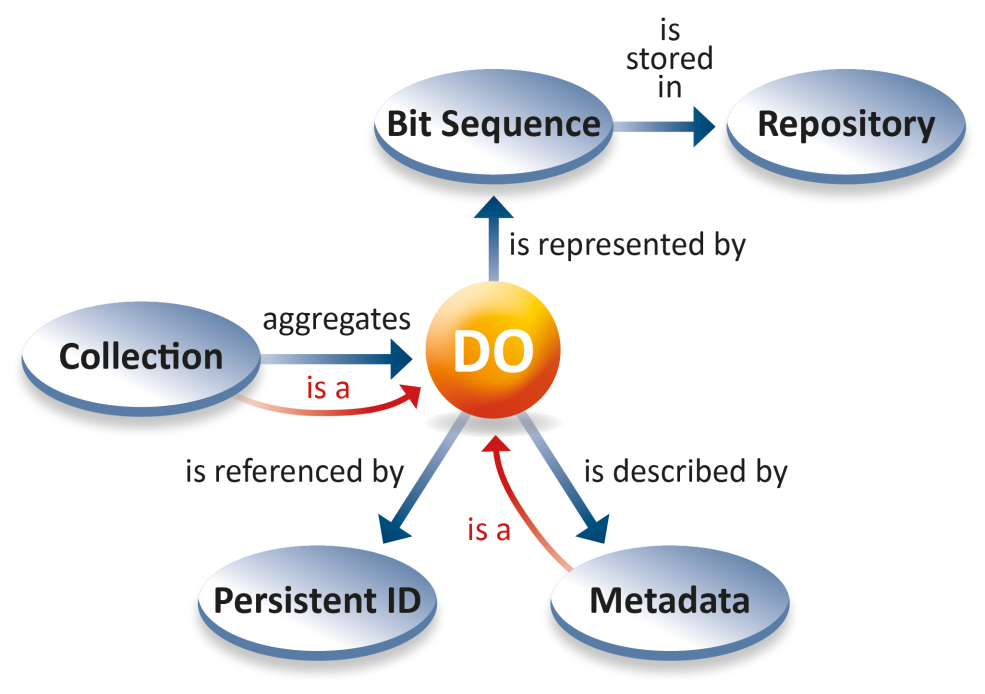 is
stored
in
Bit Sequence
Repository
is represented by
aggregates
DO
Collection
is a
is referenced by
is described by
is a
Persistent ID
Metadata